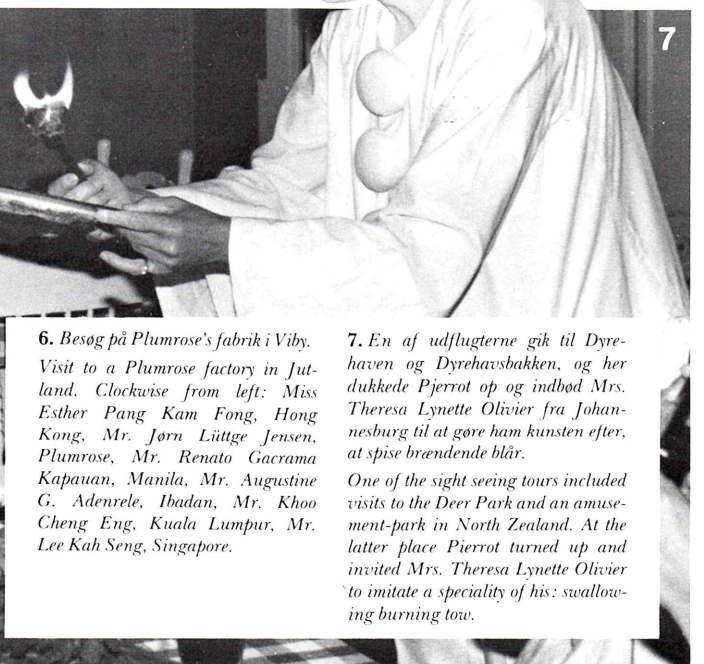 7
6. Besøg på Plumrose's fabrik i Viby.
Visit to a Plumrose factory in Jut-
land. Clockwise from left: Miss
Esther Pang Kam Fong, Hong
Kong, Mr. Jørn Lüttge Jensen,
Plumrose, Mr. Renato Gacrama
Kapauan, Manila, Mr. Augustine
G. Adenrele, Ibadan, Mr. Khoo
Cheng Eng, Kuala Lumpur, Mr.
Lee Kah Seng, Singapore.
7. En af udflugterne gik til Dyre-
haven og Dyrehavsbakken, og her
dukkede Pjerrot op og indbød Mrs.
Theresa Lynette Olivier fra Johan-
nesburg til at gøre ham kunsten efter,
at spise brændende blår.
One of the sight seeing tours included
visits to the Deer Park and an amuse-
ment-park in North Zealand. At the
latter place Pierrot turned up and
invited Mrs. Theresa Lynette Olivier
to imitate a speciality of his: swallow-
ing burning tow.